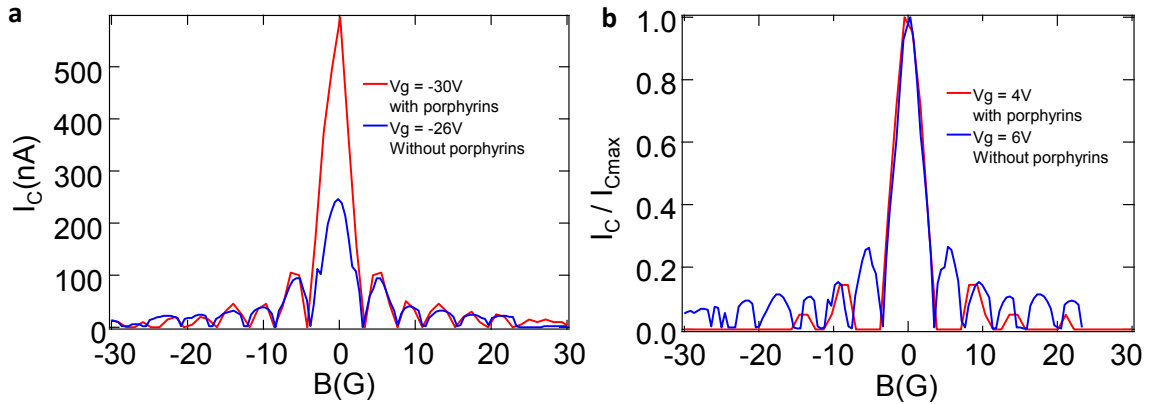 a
I_C(nA)
500
400
300
200
100
0
Vg = -30V
with porphyrins
Vg = -26V
Without porphyrins
-30
-20
-10
0
10
20
30
B(G)
b
I_C / I_Cmax
1.0
0.8
0.6
0.4
0.2
0.0
Vg = 4V
with porphyrins
Vg = 6V
Without porphyrins
-30
-20
-10
0
10
20
30
B(G)